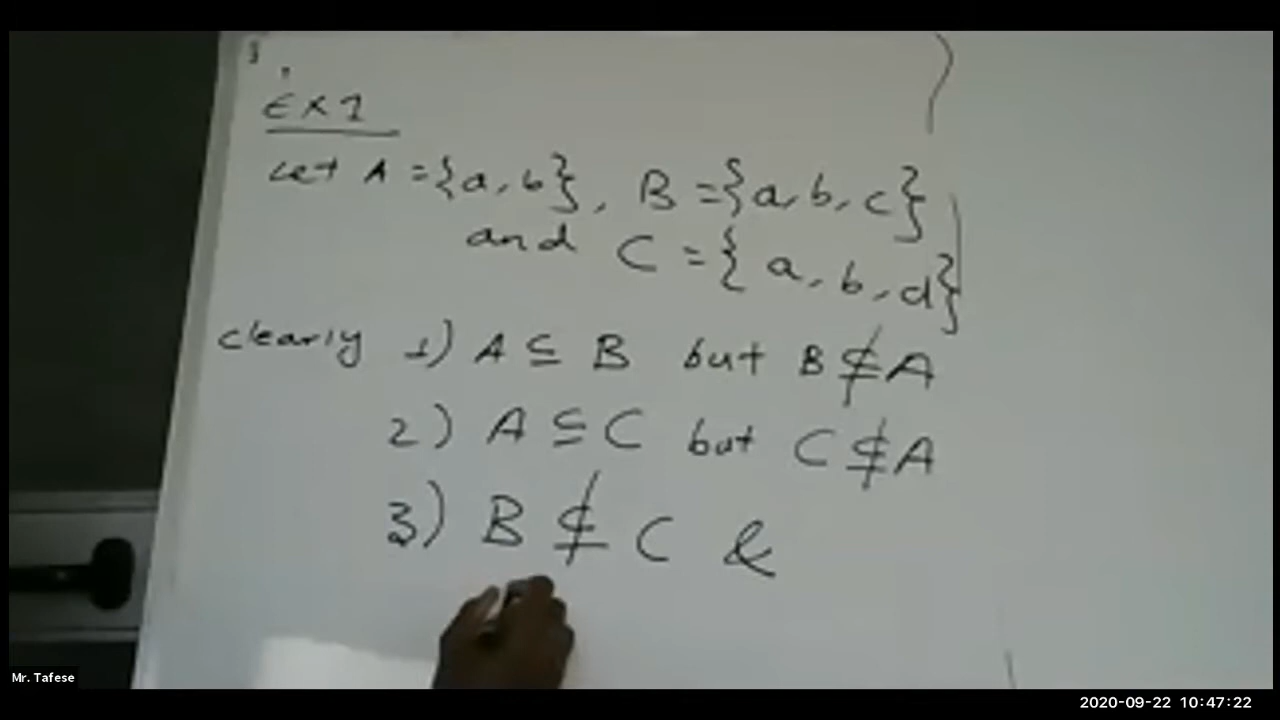 Ex 1
Let A = {a, b}, B = {a, b, c}
and C = {a, b, d}
clearly 1) A ⊆ B but B ⊈ A
2) A ⊆ C but C ⊈ A
3) B ⊈ C &
Mr. Tafese
2020-09-22 10:47:22